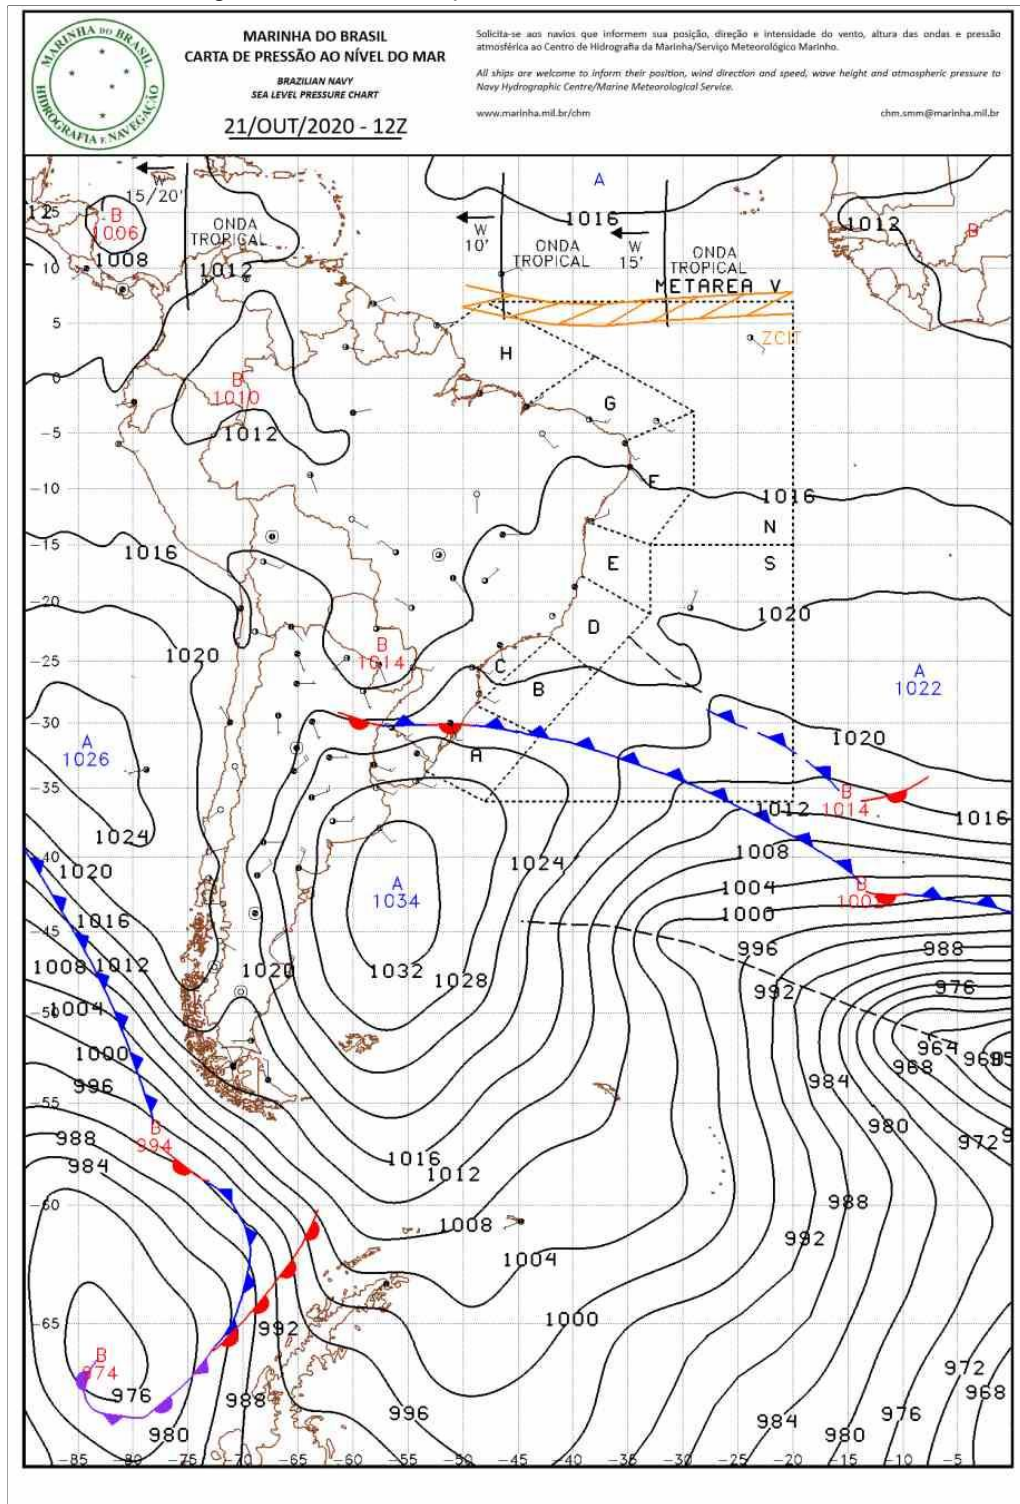 MARINHA DO BRASIL
HIDROGRAFIA E NAVEGAÇÃO
MARINHA DO BRASIL
CARTA DE PRESSÃO AO NÍVEL DO MAR
BRAZILIAN NAVY
SEA LEVEL PRESSURE CHART
21/OUT/2020 - 12Z
Solicita-se aos navios que informem sua posição, direção e intensidade do vento, altura das ondas e pressão
atmosférica ao Centro de Hidrografia da Marinha/Serviço Meteorológico Marinho.
All ships are welcome to inform their position, wind direction and speed, wave height and atmospheric pressure to
Navy Hydrographic Centre/Marine Meteorological Service.
www.marinha.mil.br/chm
chm.smm@marinha.mil.br
W
15/20'
A
B
1006
1016
1012
ONDA
TROPICAL
W
10'
ONDA
TROPICAL
W
15'
ONDA
TROPICAL
B
1008
1012
10
METAREA V
5
ZCIT
H
0
B
1010
G
1012
-5
F
-10
1016
N
1016
-15
E
S
-20
1020
D
B
1014
1020
-25
C
B
A
1022
-30
A
1026
A
1020
-35
B
1014
1012
1016
1024
1008
-40
1020
1024
1004
B
A
1034
1016
1000
-45
996
988
1008
1012
1020
1032
1028
992
976
1004
-50
1000
964
968
996
984
-55
980
988
B
994
972
984
1016
1012
-60
988
1008
992
1004
1000
-65
992
B
974
972
976
988
996
968
984
976
980
980
-85
-80
-75
-70
-65
-60
-55
-50
-45
-40
-35
-30
-25
-20
-15
-10
-5